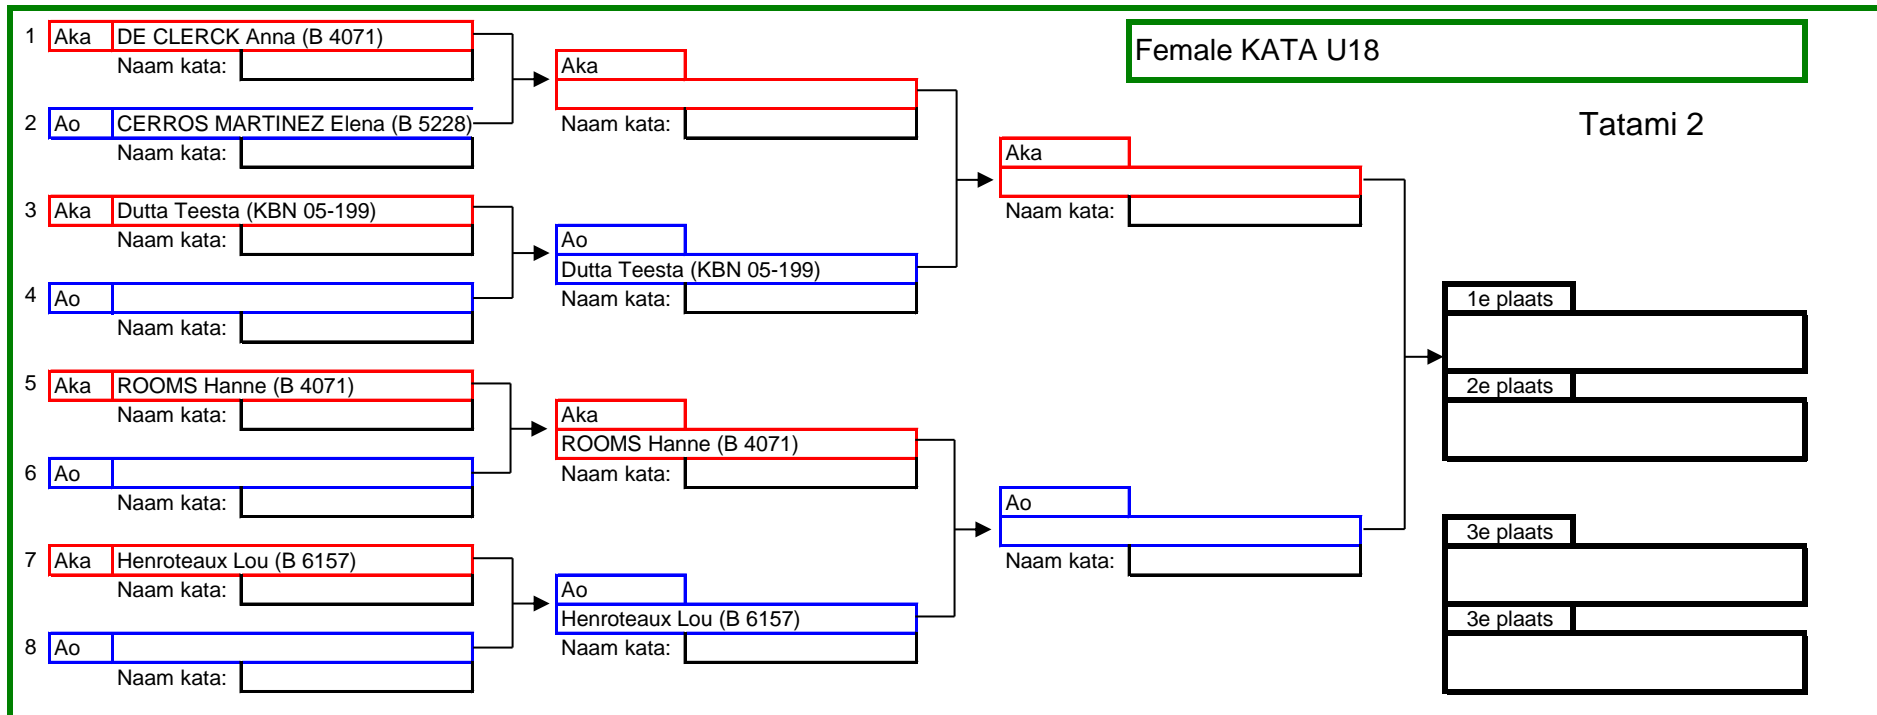 Female KATA U18
Tatami 2
1 Aka DE CLERCK Anna (B 4071)
Naam kata:
2 Ao CERROS MARTINEZ Elena (B 5228)
Naam kata:
3 Aka Dutta Teesta (KBN 05-199)
Naam kata:
4 Ao
Naam kata:
5 Aka ROOMS Hanne (B 4071)
Naam kata:
6 Ao
Naam kata:
7 Aka Henroteaux Lou (B 6157)
Naam kata:
8 Ao
Naam kata:
Aka
Naam kata:
Ao
Dutta Teesta (KBN 05-199)
Naam kata:
Aka
ROOMS Hanne (B 4071)
Naam kata:
Ao
Henroteaux Lou (B 6157)
Naam kata:
Aka
Naam kata:
Ao
Naam kata:
1e plaats
2e plaats
3e plaats
3e plaats